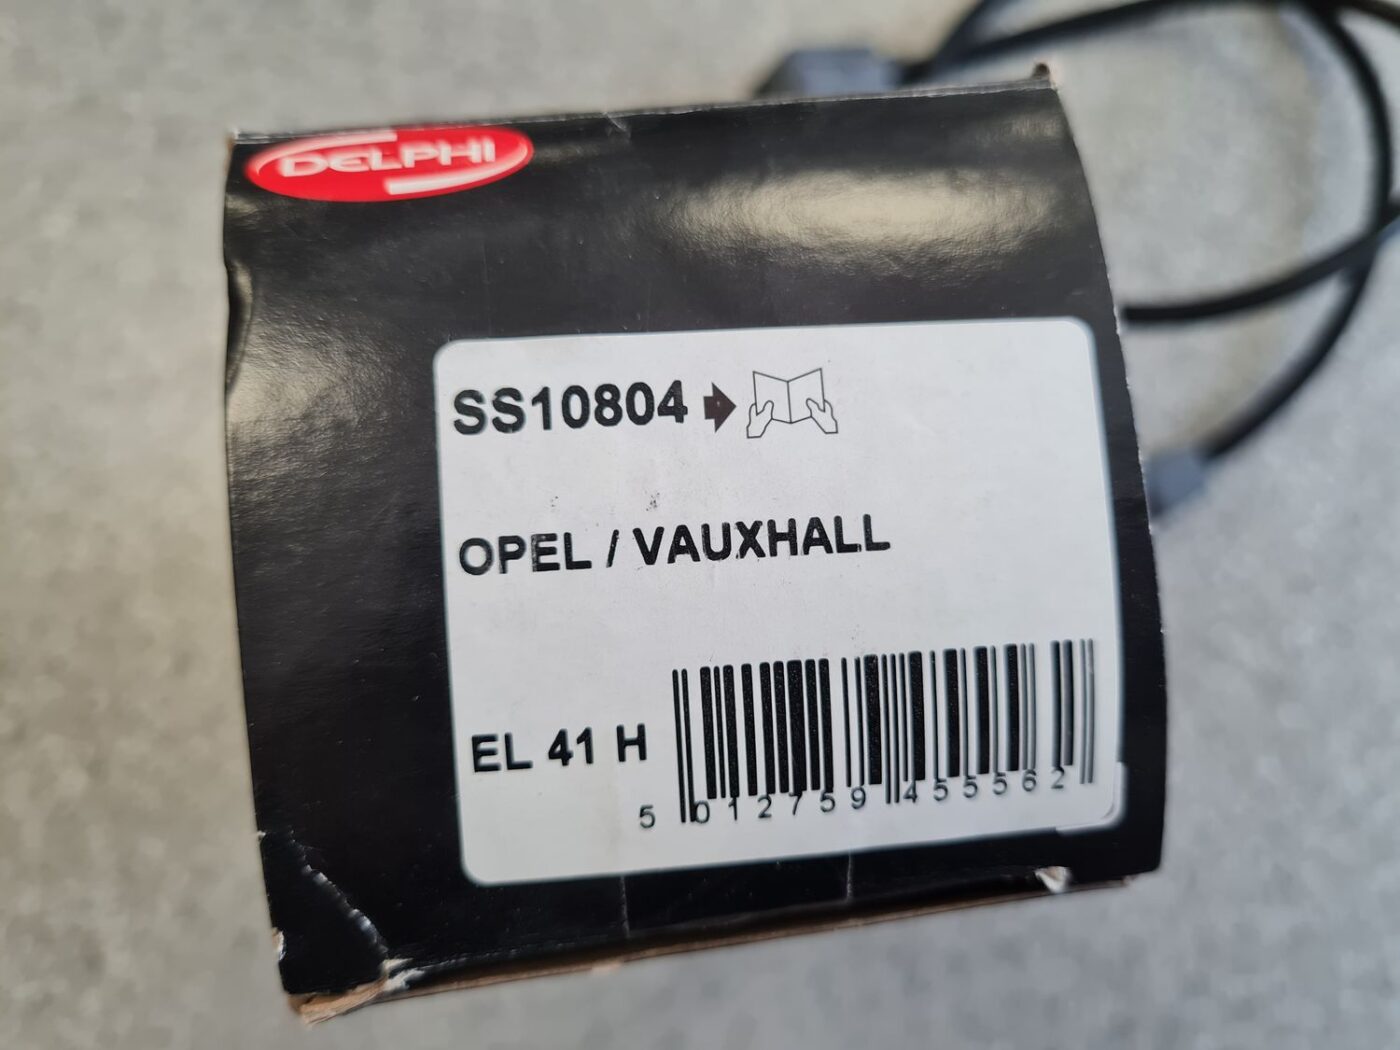 DELPHI
SS10804
OPEL / VAUXHALL
EL 41 H
5 012759 455562